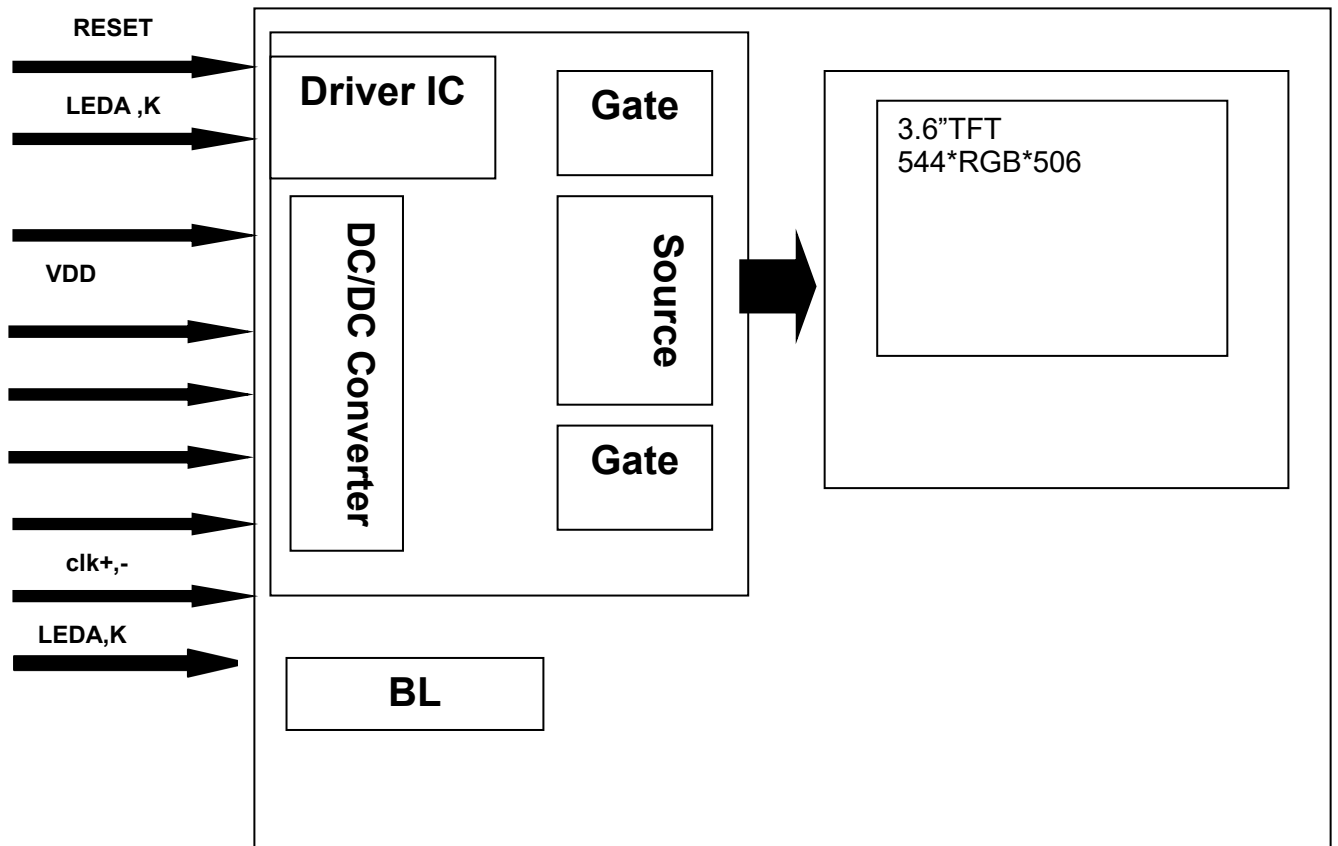 RESET
LEDA ,K
VDD
clk+,-
LEDA,K
Driver IC
Gate
DC/DC Converter
Source
Gate
BL
3.6”TFT
544*RGB*506